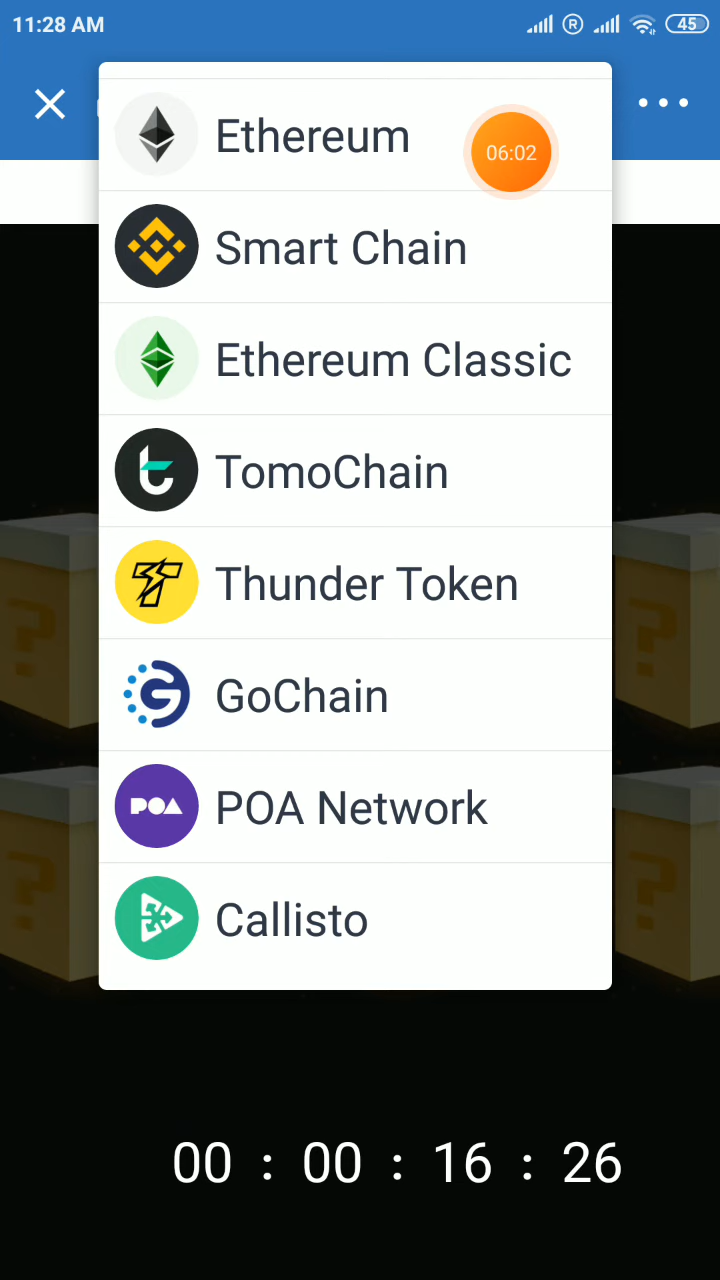 11:28 AM
R
45
Ethereum
06:02
Smart Chain
Ethereum Classic
TomoChain
Thunder Token
GoChain
POA
POA Network
Callisto
?
?
?
?
00 : 00 : 16 : 26